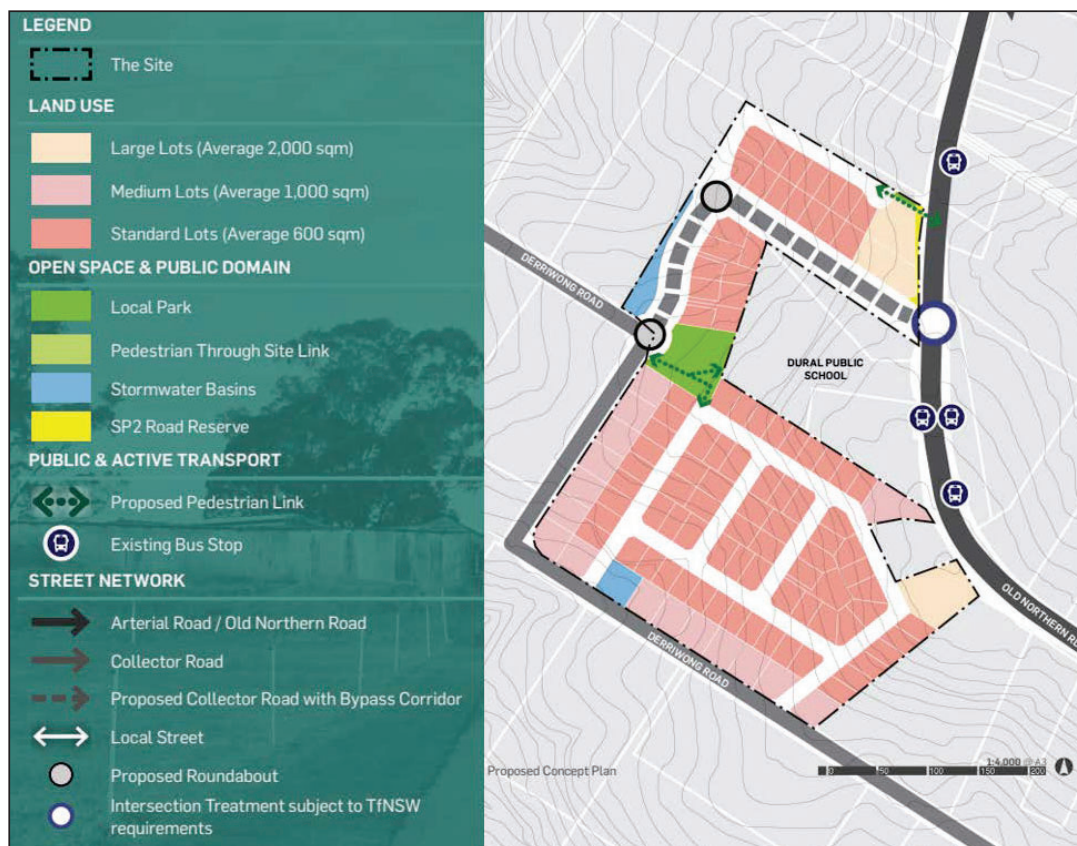 LEGEND
The Site
LAND USE
Large Lots (Average 2,000 sqm)
Medium Lots (Average 1,000 sqm)
Standard Lots (Average 600 sqm)
OPEN SPACE & PUBLIC DOMAIN
Local Park
Pedestrian Through Site Link
Stormwater Basins
SP2 Road Reserve
PUBLIC & ACTIVE TRANSPORT
Proposed Pedestrian Link
Existing Bus Stop
STREET NETWORK
Arterial Road / Old Northern Road
Collector Road
Proposed Collector Road with Bypass Corridor
Local Street
Proposed Roundabout
Intersection Treatment subject to TfNSW
requirements
DERRIWONG ROAD
DURAL PUBLIC
SCHOOL
OLD NORTHERN RD
DERRIWONG ROAD
Proposed Concept Plan
1:4,000 @ A3
0 50 100 150 200